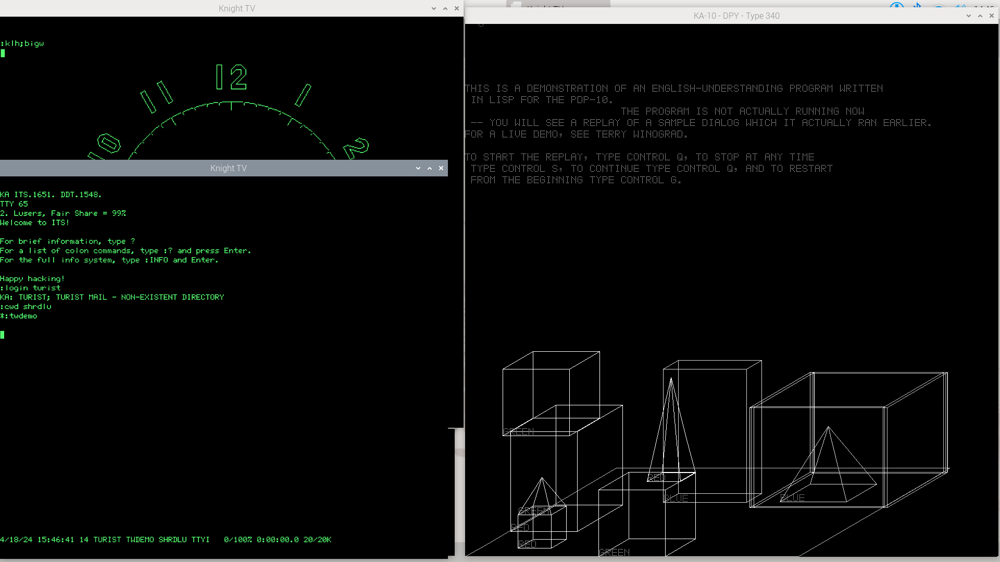 Knight TV
:klh;bigw
12
11
1
10
2
Knight TV
KA ITS.1651. DDT.1548.
TTY 65
2. Lusers, Fair Share = 99%
Welcome to ITS!
For brief information, type ?
For a list of colon commands, type :? and press Enter.
For the full info system, type :INFO and Enter.
Happy hacking!
:login turist
KA: TURIST; TURIST MAIL - NON-EXISTENT DIRECTORY
:cwd shrdlu
*:twdemo
4/18/24 15:46:41 14 TURIST TWDEMO SHRDLU TTYI 0/100% 0:00:00.0 20/20K
KA-10 - DPY - Type 340
THIS IS A DEMONSTRATION OF AN ENGLISH-UNDERSTANDING PROGRAM WRITTEN
IN LISP FOR THE PDP-10.
THE PROGRAM IS NOT ACTUALLY RUNNING NOW
-- YOU WILL SEE A REPLAY OF A SAMPLE DIALOG WHICH IT ACTUALLY RAN EARLIER.
FOR A LIVE DEMO, SEE TERRY WINOGRAD.
TO START THE REPLAY, TYPE CONTROL Q, TO STOP AT ANY TIME
TYPE CONTROL S, TO CONTINUE TYPE CONTROL Q, AND TO RESTART
FROM THE BEGINNING TYPE CONTROL G.
GREEN
RED
BLUE
BLUE
GREEN
RED
RED
GREEN